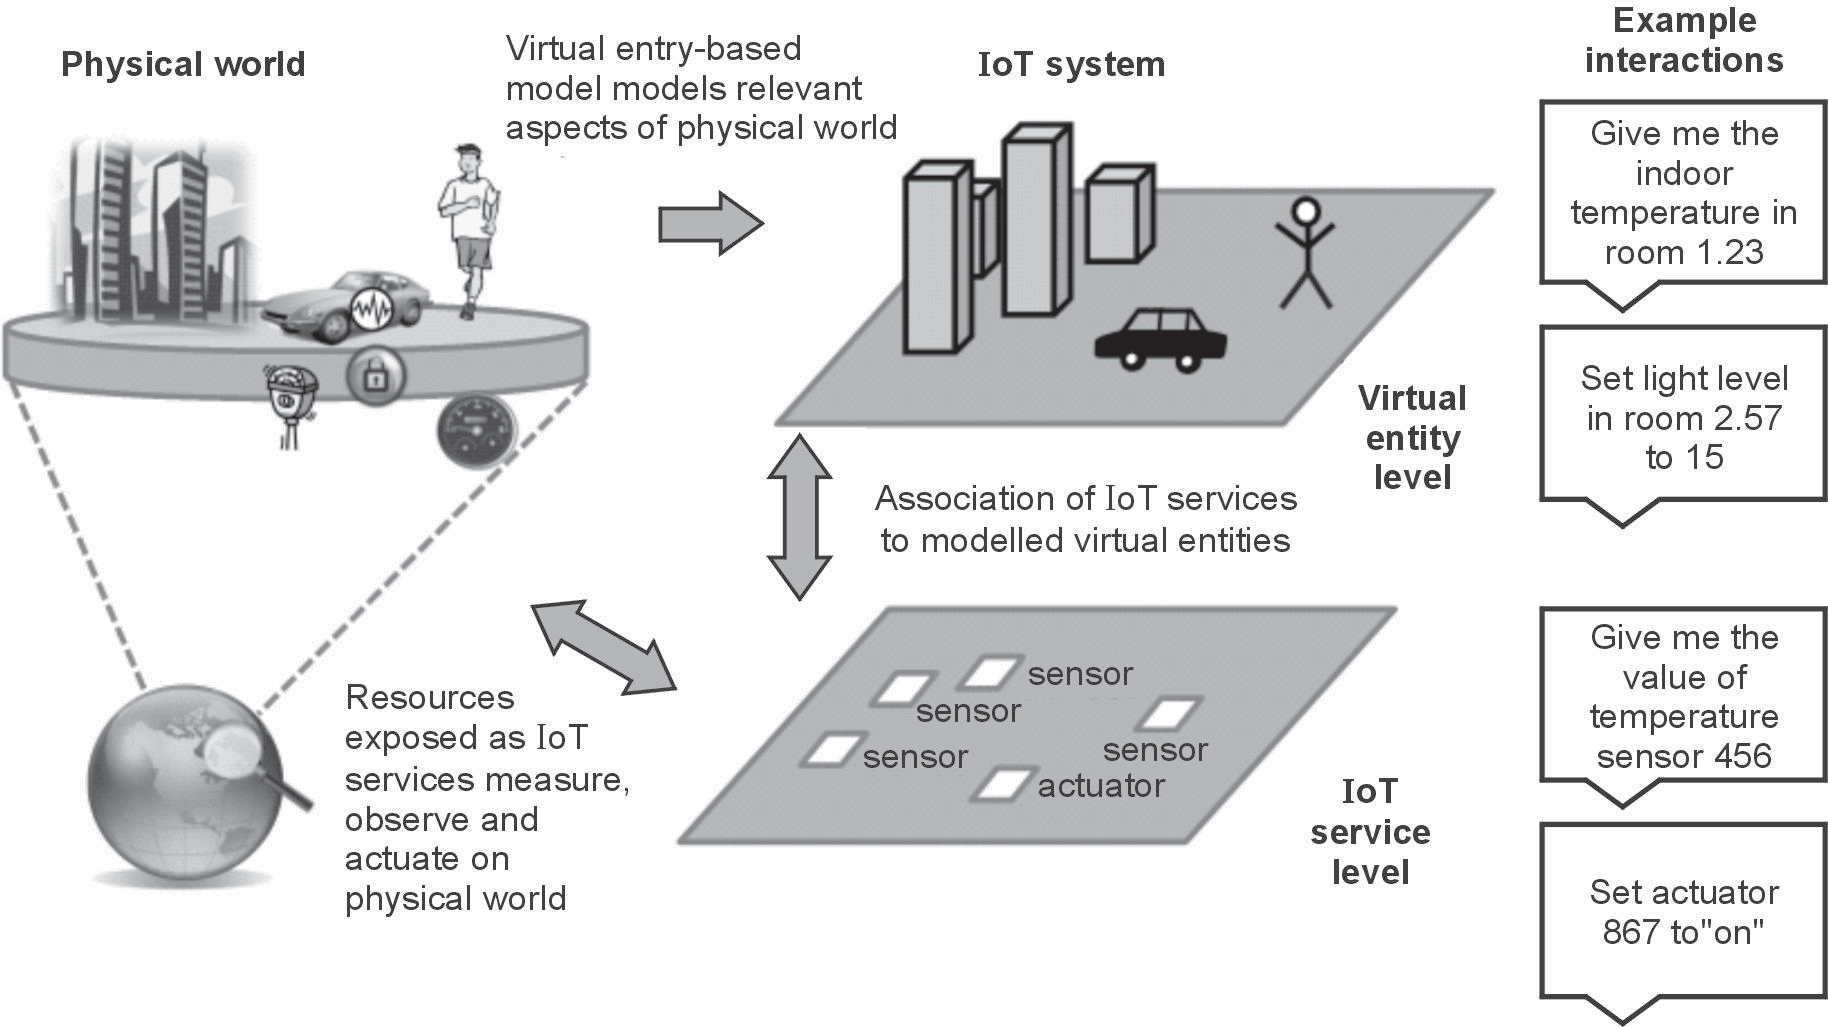 Physical world
Virtual entry-based
model models relevant
aspects of physical world
IoT system
Example
interactions
Give me the
indoor
temperature in
room 1.23
Set light level
in room 2.57
to 15
Virtual
entity
level
Association of IoT services
to modelled virtual entities
Resources
exposed as IoT
services measure,
observe and
actuate on
physical world
sensor
sensor
sensor
sensor
actuator
IoT
service
level
Give me the
value of
temperature
sensor 456
Set actuator
867 to"on"